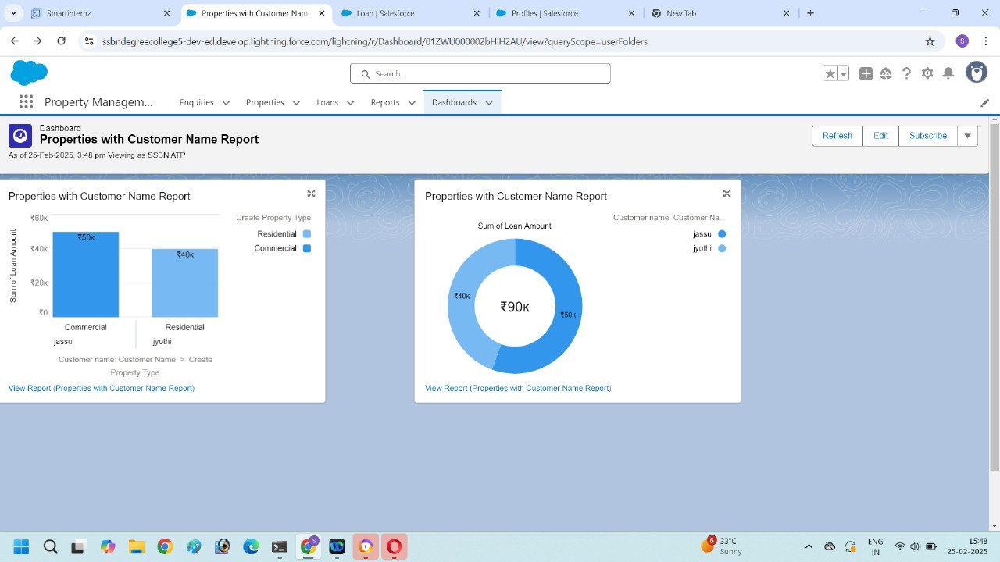 Smartinternz
Properties with Customer Name
Loan | Salesforce
Profiles | Salesforce
New Tab
ssbndegreecollege5-dev-ed.develop.lightning.force.com/lightning/r/Dashboard/01ZWU000002bHiH2AU/view?queryScope=userFolders
S
Search...
Property Managem...
Enquiries
Properties
Loans
Reports
Dashboards
Dashboard
Properties with Customer Name Report
As of 25-Feb-2025, 3:48 pm·Viewing as SSBN ATP
Refresh
Edit
Subscribe
Properties with Customer Name Report
Create Property Type
Residential
Commercial
Sum of Loan Amount
₹60K
₹40K
₹20K
₹0
₹50K
₹40K
Commercial
Residential
jassu
jyothi
Customer name: Customer Name > Create
Property Type
View Report (Properties with Customer Name Report)
Properties with Customer Name Report
Customer name: Customer Na...
Sum of Loan Amount
jassu
jyothi
₹40K
₹90K
₹50K
View Report (Properties with Customer Name Report)
6
33°C
Sunny
ENG
IN
15:48
25-02-2025